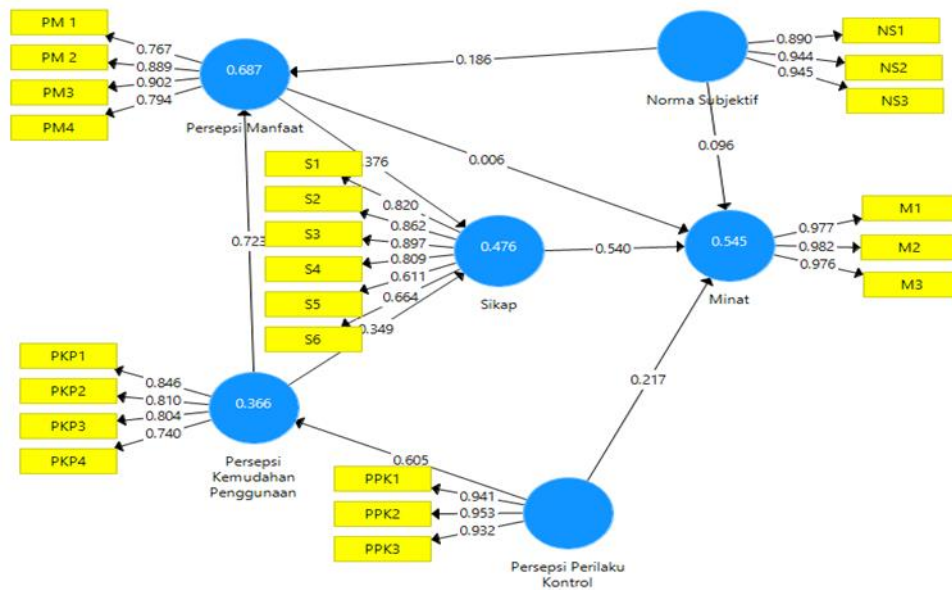 PM 1
PM 2
PM3
PM4
0.767
0.889
0.902
0.794
0.687
Persepsi Manfaat
0.186
Norma Subjektif
0.890
0.944
0.945
NS1
NS2
NS3
0.096
0.006
.376
S1
S2
S3
S4
S5
S6
0.820
0.862
0.897
0.809
0.611
0.664
0.349
0.476
Sikap
0.540
0.545
Minat
0.977
0.982
0.976
M1
M2
M3
0.723
0.217
PKP1
PKP2
PKP3
PKP4
0.846
0.810
0.804
0.740
0.366
Persepsi
Kemudahan
Penggunaan
0.605
PPK1
PPK2
PPK3
0.941
0.953
0.932
Persepsi Perilaku
Kontrol